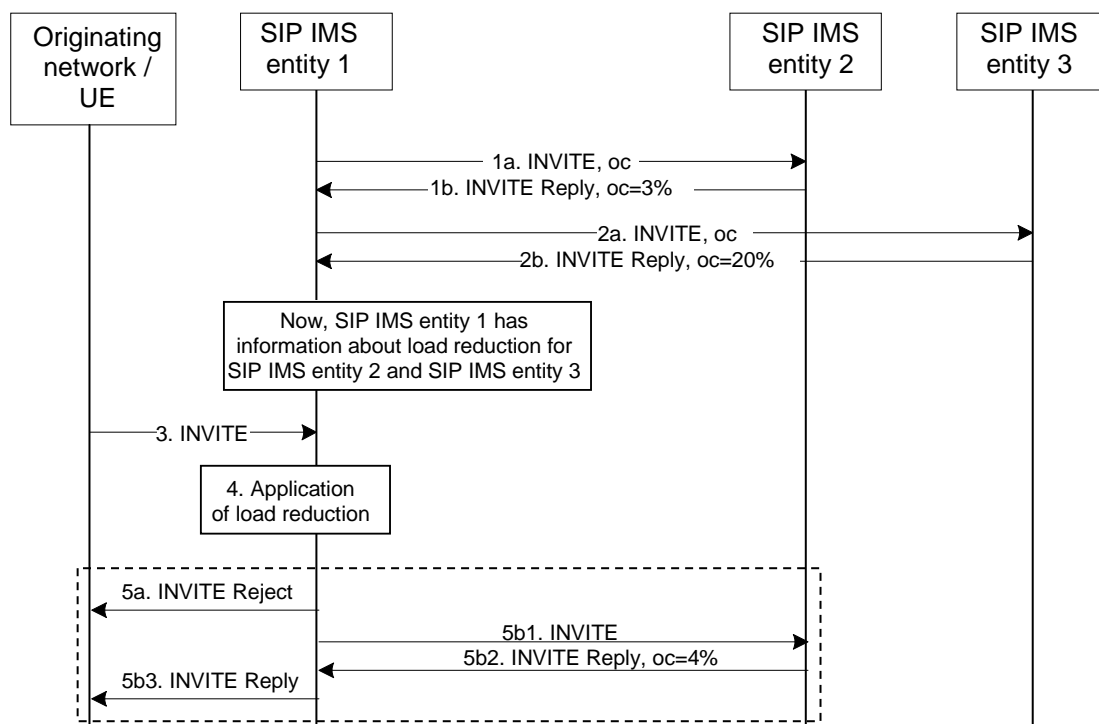 Originating
network /
UE
SIP IMS
entity 1
SIP IMS
entity 2
SIP IMS
entity 3
1a. INVITE, oc
1b. INVITE Reply, oc=3%
2a. INVITE, oc
2b. INVITE Reply, oc=20%
Now, SIP IMS entity 1 has
information about load reduction for
SIP IMS entity 2 and SIP IMS entity 3
3. INVITE
4. Application
of load reduction
5a. INVITE Reject
5b1. INVITE
5b2. INVITE Reply, oc=4%
5b3. INVITE Reply